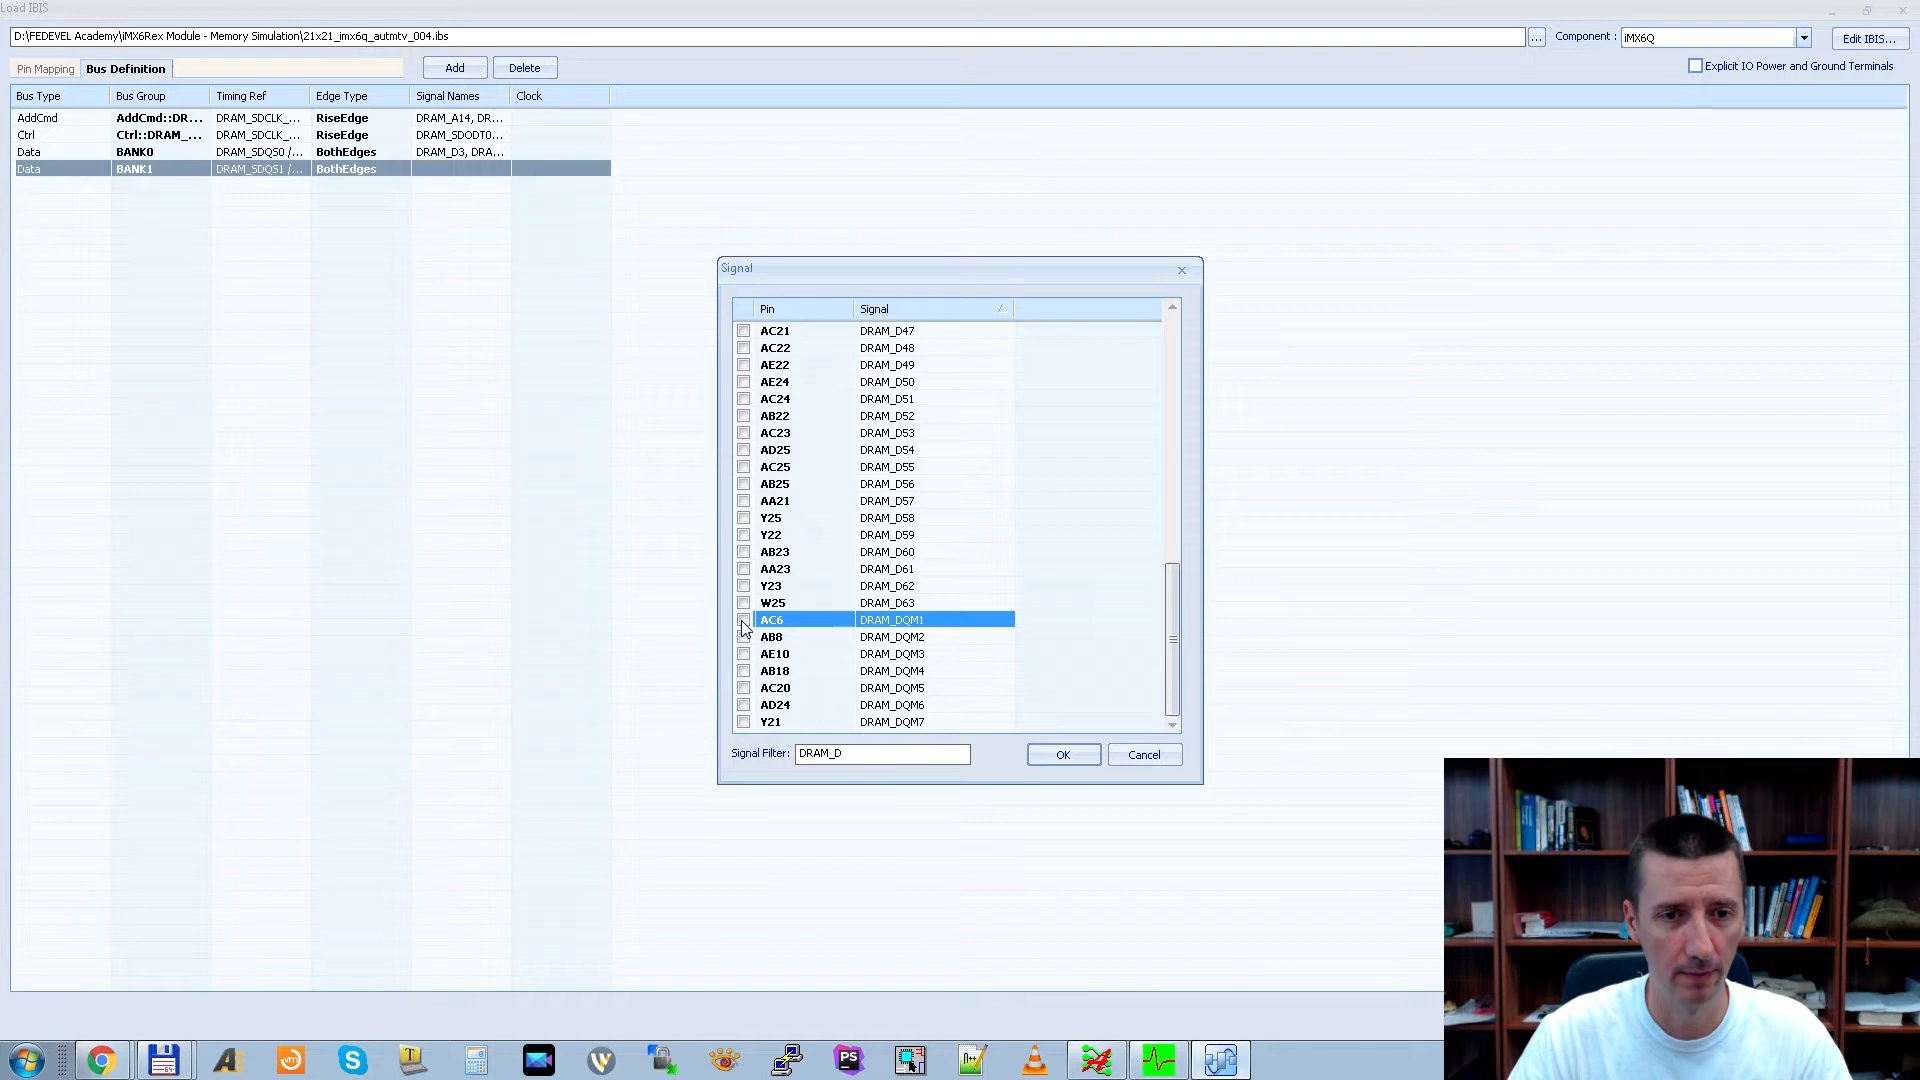 Load IBIS
D:\FEDEVEL Academy\iMX6Rex Module - Memory Simulation\21x21_imx6q_autmtv_004.ibs
...
Component :
iMX6Q
Edit IBIS...
Pin Mapping
Bus Definition
Add
Delete
Explicit IO Power and Ground Terminals
Bus Type Bus Group Timing Ref Edge Type Signal Names Clock
AddCmd AddCmd::DR... DRAM_SDCLK_... RiseEdge DRAM_A14, DR...
Ctrl Ctrl::DRAM_... DRAM_SDCLK_... RiseEdge DRAM_SDODT0...
Data BANK0 DRAM_SDQS0 /... BothEdges DRAM_D3, DRA...
Data BANK1 DRAM_SDQS1 /... BothEdges
Signal
Pin Signal
AC21 DRAM_D47
AC22 DRAM_D48
AE22 DRAM_D49
AE24 DRAM_D50
AC24 DRAM_D51
AB22 DRAM_D52
AC23 DRAM_D53
AD25 DRAM_D54
AC25 DRAM_D55
AB25 DRAM_D56
AA21 DRAM_D57
Y25 DRAM_D58
Y22 DRAM_D59
AB23 DRAM_D60
AA23 DRAM_D61
Y23 DRAM_D62
W25 DRAM_D63
AC6 DRAM_DQM1
AB8 DRAM_DQM2
AE10 DRAM_DQM3
AB18 DRAM_DQM4
AC20 DRAM_DQM5
AD24 DRAM_DQM6
Y21 DRAM_DQM7
Signal Filter: DRAM_D
OK
Cancel
PS